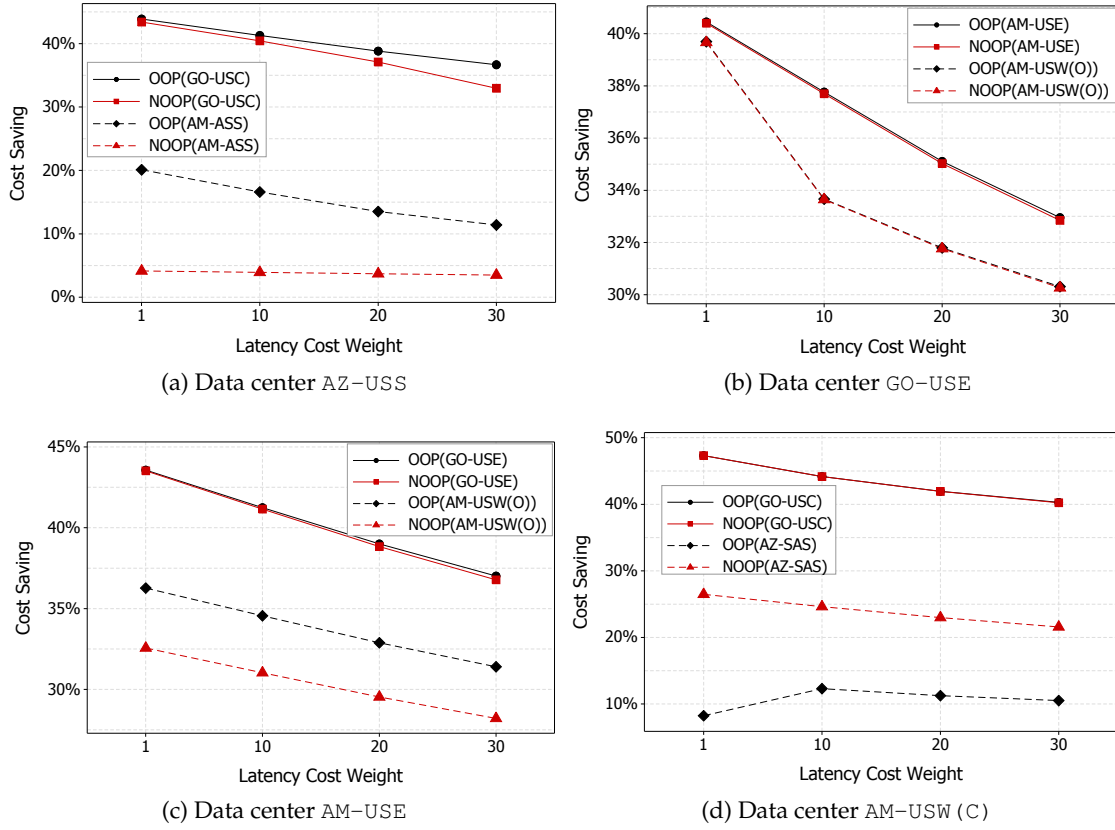 40%
30%
20%
10%
0%
Cost Saving
OOP(GO-USC)
NOOP(GO-USC)
OOP(AM-ASS)
NOOP(AM-ASS)
1 10 20 30
Latency Cost Weight
(a) Data center AZ-USS
40%
38%
36%
34%
32%
30%
Cost Saving
OOP(AM-USE)
NOOP(AM-USE)
OOP(AM-USW(O))
NOOP(AM-USW(O))
1 10 20 30
Latency Cost Weight
(b) Data center GO-USE
45%
40%
35%
30%
Cost Saving
OOP(GO-USE)
NOOP(GO-USE)
OOP(AM-USW(O))
NOOP(AM-USW(O))
1 10 20 30
Latency Cost Weight
(c) Data center AM-USE
50%
40%
30%
20%
10%
Cost Saving
OOP(GO-USC)
NOOP(GO-USC)
OOP(AZ-SAS)
NOOP(AZ-SAS)
1 10 20 30
Latency Cost Weight
(d) Data center AM-USW(C)